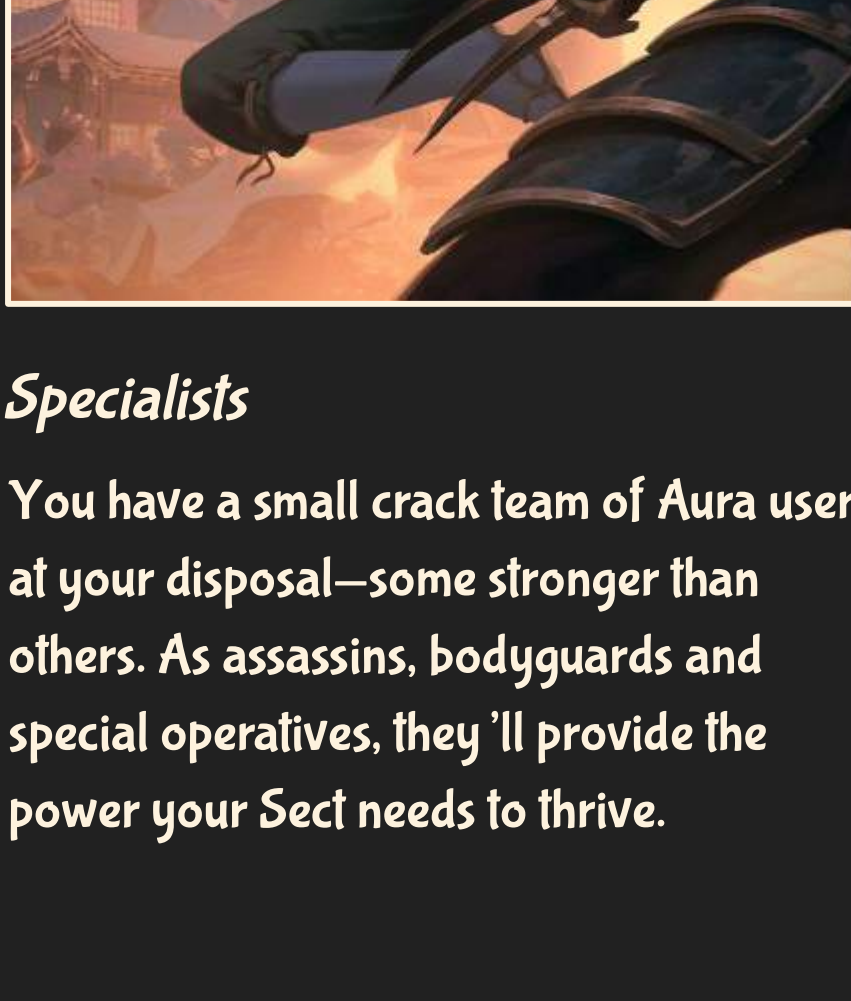 Specialists
You have a small crack team of Aura user
at your disposal—some stronger than
others. As assassins, bodyguards and
special operatives, they 'll provide the
power your Sect needs to thrive.